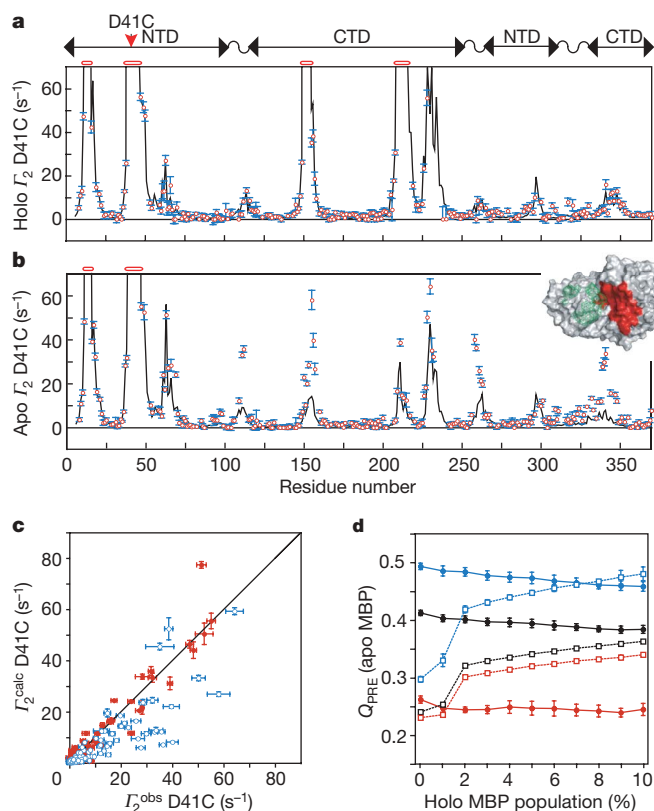 D41C
a
NTD
CTD
NTD
CTD
Holo Γ2 D41C (s–1)
60
40
20
0
b
Apo Γ2 D41C (s–1)
60
40
20
0
0 50 100 150 200 250 300 350
Residue number
c
Γ2calc D41C (s–1)
80
60
40
20
20 40 60 80
Γ2obs D41C (s–1)
d
QPRE (apo MBP)
0.5
0.4
0.3
0.2
0 2 4 6 8 10
Holo MBP population (%)